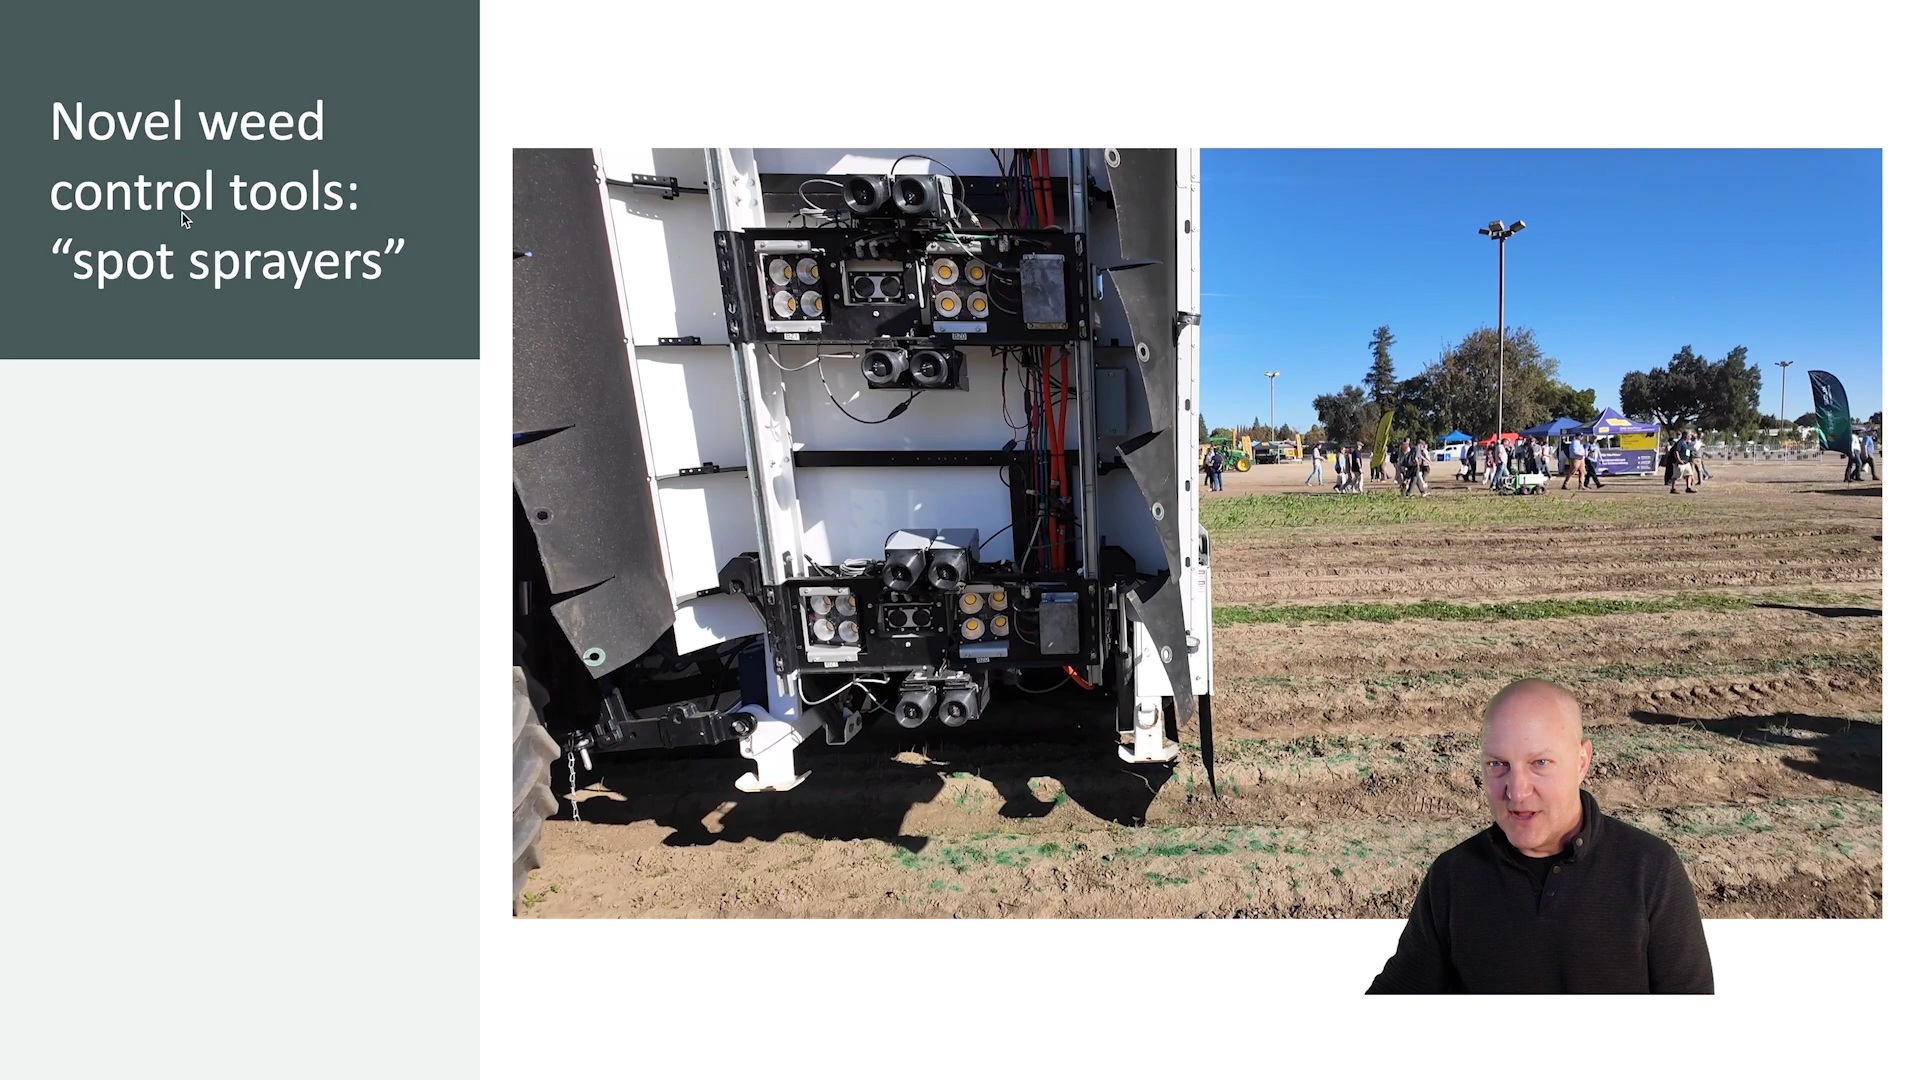 Novel weed
control tools:
“spot sprayers”